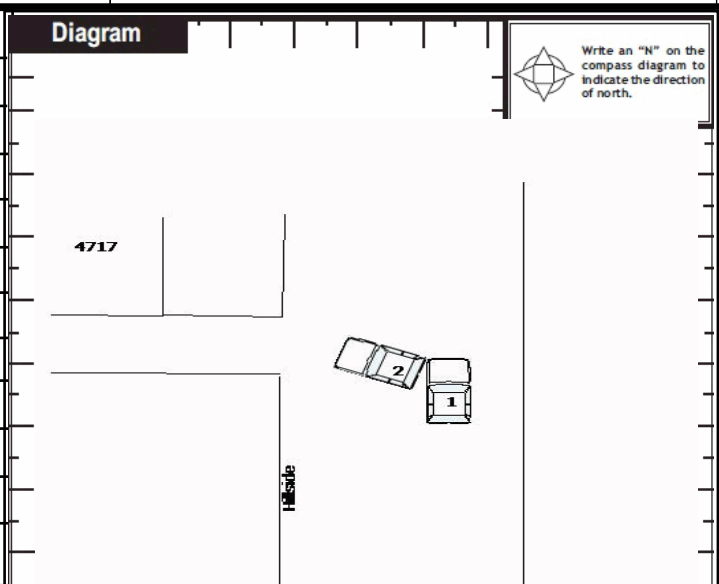 Diagram
Write an “N” on the
compass diagram to
indicate the direction
of north.
4717
2
1
Hillside